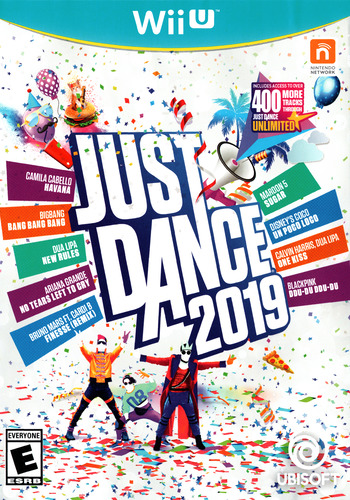 Wii U
NINTENDO
NETWORK
INCLUDES ACCESS TO OVER
400 MORE
TRACKS
THROUGH
JUST DANCE
UNLIMITED
JUST
DANCE
2019
CAMILA CABELLO
HAVANA
BIGBANG
BANG BANG BANG
DUA LIPA
NEW RULES
ARIANA GRANDE
NO TEARS LEFT TO CRY
BRUNO MARS FT. CARDI B
FINESSE (REMIX)
MAROON 5
SUGAR
DISNEY'S COCO
UN POCO LOCO
CALVIN HARRIS, DUA LIPA
ONE KISS
BLACKPINK
DDU-DU DDU-DU
EVERYONE
E
ESRB
UBISOFT